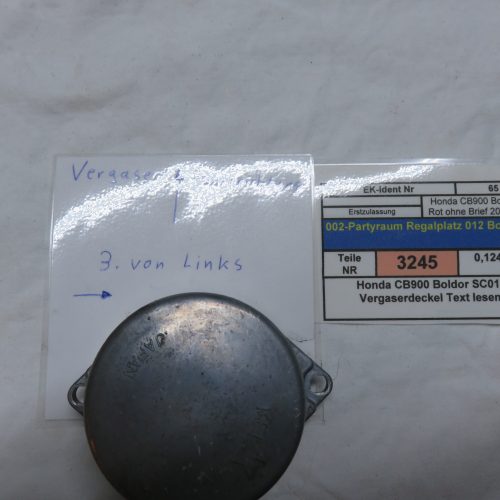 Vergaser
3. von Links
EK-ident Nr
65
Erstzulassung
Honda CB900 Bo
Rot ohne Brief 20
002-Partyraum Regalplatz 012 Bo
Teile
NR
3245
0,124
Honda CB900 Boldor SC01
Vergaserdeckel Text lesen
JAPAN